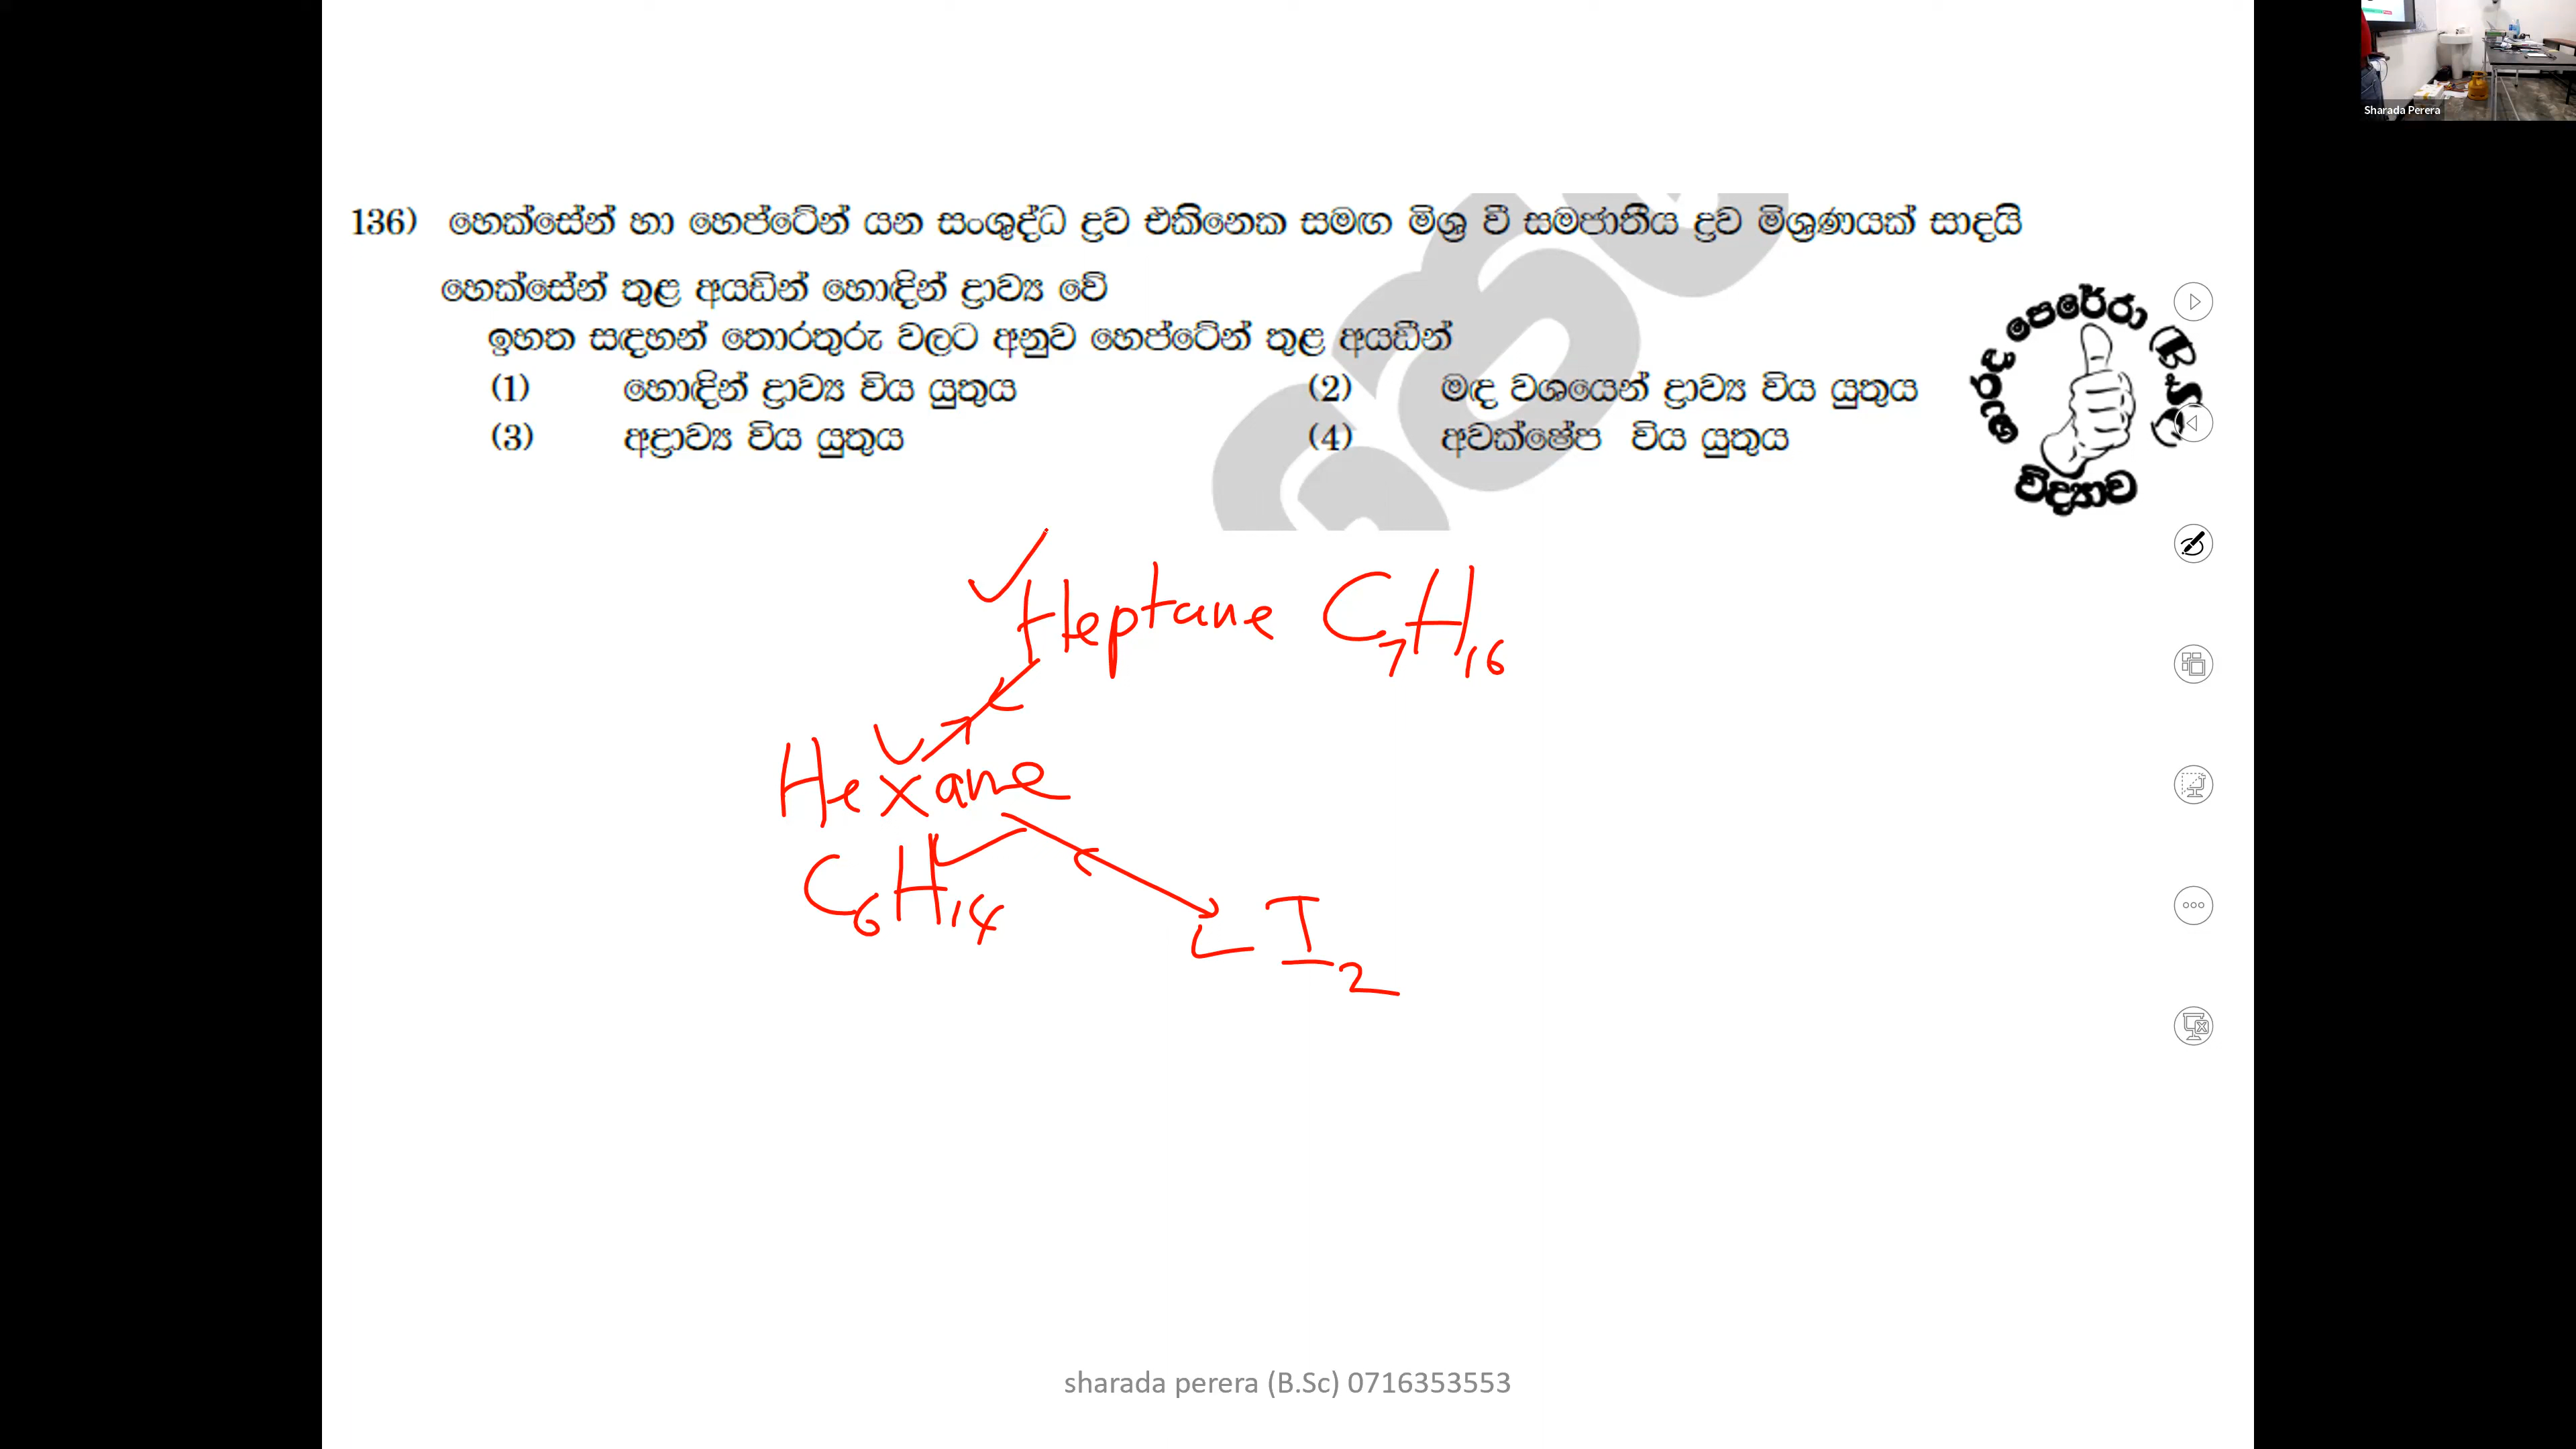 Sharada Perera
136) හෙක්සේන් හා හෙප්ටේන් යන සංශුද්ධ ද්‍රව එකිනෙක සමඟ මිශ්‍ර වී සමජාතීය ද්‍රව මිශ්‍රණයක් සාදයි
හෙක්සේන් තුළ අයඩින් හොඳින් ද්‍රාව්‍ය වේ
ඉහත සඳහන් තොරතුරු වලට අනුව හෙප්ටේන් තුළ අයඩීන්
(1) හොඳින් ද්‍රාව්‍ය විය යුතුය (2) මඳ වශයෙන් ද්‍රාව්‍ය විය යුතුය
(3) අද්‍රාව්‍ය විය යුතුය (4) අවක්ෂේප විය යුතුය
Heptane C7H16
Hexane
C6H14
I2
sharada perera (B.Sc) 0716353553